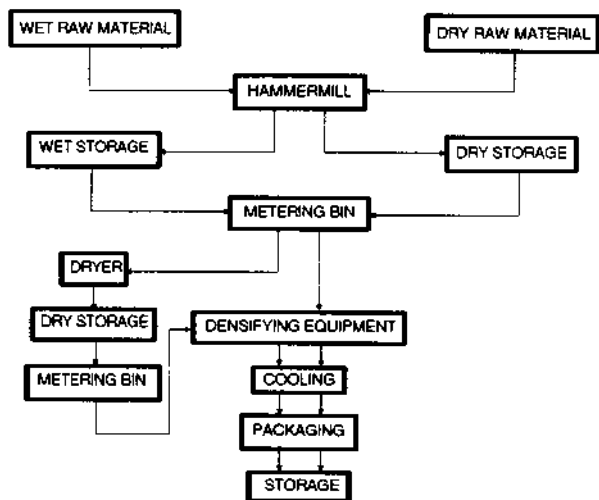 WET RAW MATERIAL
DRY RAW MATERIAL
HAMMERMILL
WET STORAGE
DRY STORAGE
METERING BIN
DRYER
DRY STORAGE
DENSIFYING EQUIPMENT
METERING BIN
COOLING
PACKAGING
STORAGE